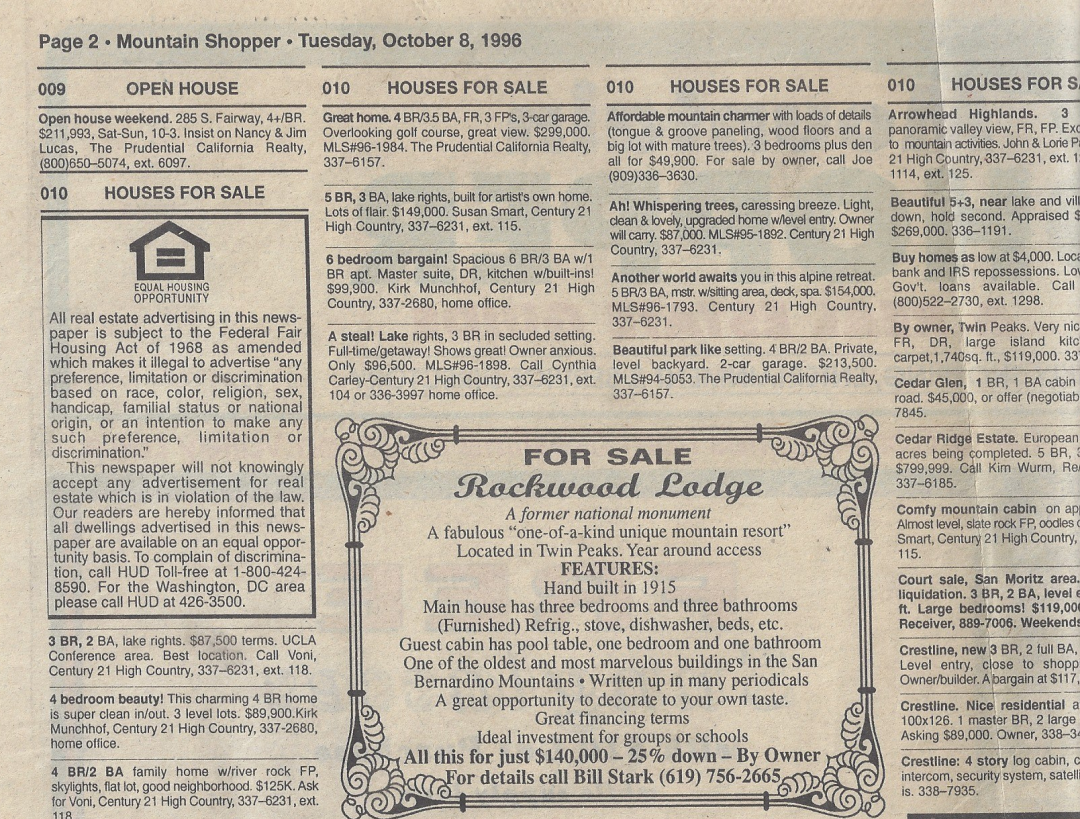 Page 2 • Mountain Shopper • Tuesday, October 8, 1996
009 OPEN HOUSE
Open house weekend. 285 S. Fairway, 4+/BR.
$211,993, Sat-Sun, 10-3. Insist on Nancy & Jim
Lucas, The Prudential California Realty,
(800)650–5074, ext. 6097.
010 HOUSES FOR SALE
EQUAL HOUSING
OPPORTUNITY
All real estate advertising in this news-
paper is subject to the Federal Fair
Housing Act of 1968 as amended
which makes it illegal to advertise “any
preference, limitation or discrimination
based on race, color, religion, sex,
handicap, familial status or national
origin, or an intention to make any
such preference, limitation or
discrimination.”
This newspaper will not knowingly
accept any advertisement for real
estate which is in violation of the law.
Our readers are hereby informed that
all dwellings advertised in this news-
paper are available on an equal oppor-
tunity basis. To complain of discrimina-
tion, call HUD Toll-free at 1-800-424-
8590. For the Washington, DC area
please call HUD at 426-3500.
3 BR, 2 BA, lake rights. $87,500 terms. UCLA
Conference area. Best location. Call Voni,
Century 21 High Country, 337–6231, ext. 118.
4 bedroom beauty! This charming 4 BR home
is super clean in/out. 3 level lots. $89,900.Kirk
Munchhof, Century 21 High Country, 337-2680,
home office.
4 BR/2 BA family home w/river rock FP,
skylights, flat lot, good neighborhood. $125K. Ask
for Voni, Century 21 High Country, 337–6231, ext.
118.
010 HOUSES FOR SALE
Great home. 4 BR/3.5 BA, FR, 3 FP's, 3-car garage.
Overlooking golf course, great view. $299,000.
MLS#96-1984. The Prudential California Realty,
337–6157.
5 BR, 3 BA, lake rights, built for artist's own home.
Lots of flair. $149,000. Susan Smart, Century 21
High Country, 337–6231, ext. 115.
6 bedroom bargain! Spacious 6 BR/3 BA w/1
BR apt. Master suite, DR, kitchen w/built-ins!
$99,900. Kirk Munchhof, Century 21 High
Country, 337-2680, home office.
A steal! Lake rights, 3 BR in secluded setting.
Full-time/getaway! Shows great! Owner anxious.
Only $96,500. MLS#96-1898. Call Cynthia
Carley-Century 21 High Country, 337–6231, ext.
104 or 336-3997 home office.
010 HOUSES FOR SALE
Affordable mountain charmer with loads of details
(tongue & groove paneling, wood floors and a
big lot with mature trees). 3 bedrooms plus den
all for $49,900. For sale by owner, call Joe
(909)336–3630.
Ah! Whispering trees, caressing breeze. Light,
clean & lovely, upgraded home w/level entry. Owner
will carry. $87,000. MLS#95-1892. Century 21 High
Country, 337–6231.
Another world awaits you in this alpine retreat.
5 BR/3 BA, mstr. w/sitting area, deck, spa. $154,000.
MLS#96-1793. Century 21 High Country,
337–6231.
Beautiful park like setting. 4 BR/2 BA. Private,
level backyard. 2-car garage. $213,500.
MLS#94-5053. The Prudential California Realty,
337–6157.
FOR SALE
Rockwood Lodge
A former national monument
A fabulous “one-of-a-kind unique mountain resort”
Located in Twin Peaks. Year around access
FEATURES:
Hand built in 1915
Main house has three bedrooms and three bathrooms
(Furnished) Refrig., stove, dishwasher, beds, etc.
Guest cabin has pool table, one bedroom and one bathroom
One of the oldest and most marvelous buildings in the San
Bernardino Mountains • Written up in many periodicals
A great opportunity to decorate to your own taste.
Great financing terms
Ideal investment for groups or schools
All this for just $140,000 – 25% down – By Owner
For details call Bill Stark (619) 756-2665
010 HOUSES FOR
Arrowhead Highlands. 3
panoramic valley view, FR, FP.
to mountain activities. John & Lorie
21 High Country, 337–6231, ext.
1114, ext. 125.
Beautiful 5+3, near lake and
down, hold second. Appraised
$269,000. 336–1191.
Buy homes as low at $4,000.
bank and IRS repossessions.
Gov't. loans available. Call
(800)522–2730, ext. 1298.
By owner, Twin Peaks. Very
FR, DR, large island
carpet,1,740sq. ft., $119,000.
Cedar Glen, 1 BR, 1 BA cabin
road. $45,000, or offer
7845.
Cedar Ridge Estate. European
acres being completed. 5 BR,
$799,999. Call Kim Wurm,
337–6185.
Comfy mountain cabin on
Almost level, slate rock FP, oodles
Smart, Century 21 High Country,
115.
Court sale, San Moritz area.
liquidation. 3 BR, 2 BA, level
ft. Large bedrooms!
Receiver, 889-7006. Weekends
Crestline, new 3 BR, 2 full BA,
Level entry, close to
Owner/builder. A bargain at
Crestline. Nice residential
100x126. 1 master BR, 2 large
Asking $89,000. Owner,
Crestline: 4 story log cabin,
intercom, security system,
is. 338–7935.